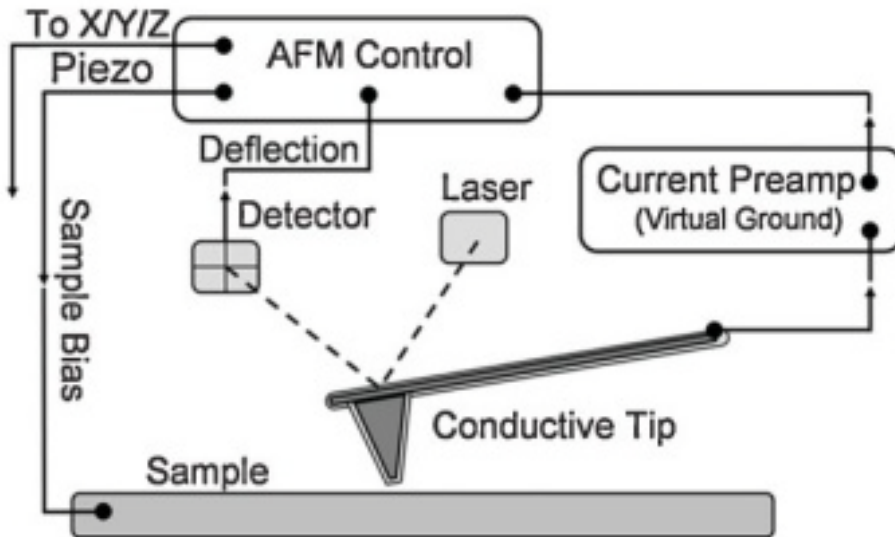 To X/Y/Z
Piezo
AFM Control
Deflection
Detector
Laser
Current Preamp
(Virtual Ground)
Sample Bias
Conductive Tip
Sample